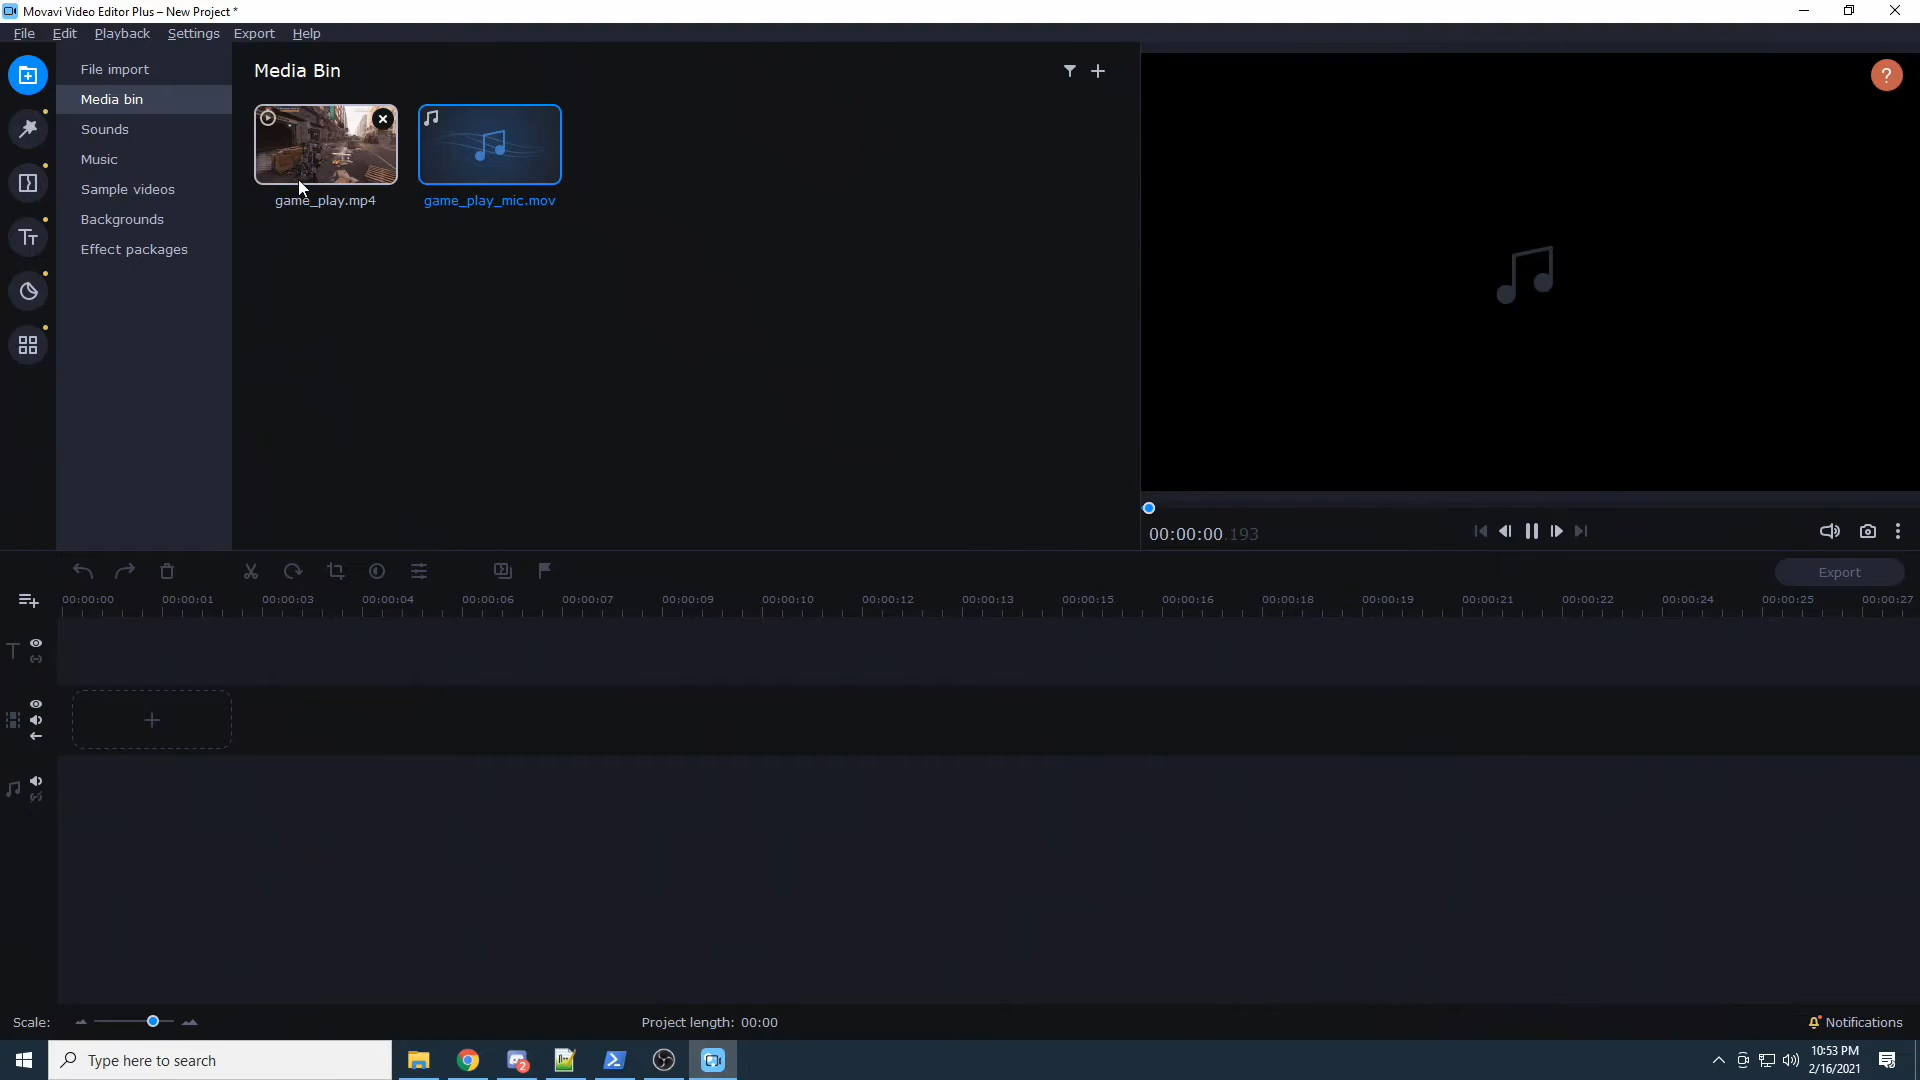 Movavi Video Editor Plus – New Project *
File Edit Playback Settings Export Help
File import
Media bin
Sounds
Music
Sample videos
Backgrounds
Effect packages
Media Bin
game_play.mp4
game_play_mic.mov
?
00:00:00.193
Export
00:00:00 00:00:01 00:00:03 00:00:04 00:00:06 00:00:07 00:00:09 00:00:10 00:00:12 00:00:13 00:00:15 00:00:16 00:00:18 00:00:19 00:00:21 00:00:22 00:00:24 00:00:25 00:00:27
Scale:
Project length: 00:00
Notifications
Type here to search
2
10:53 PM
2/16/2021